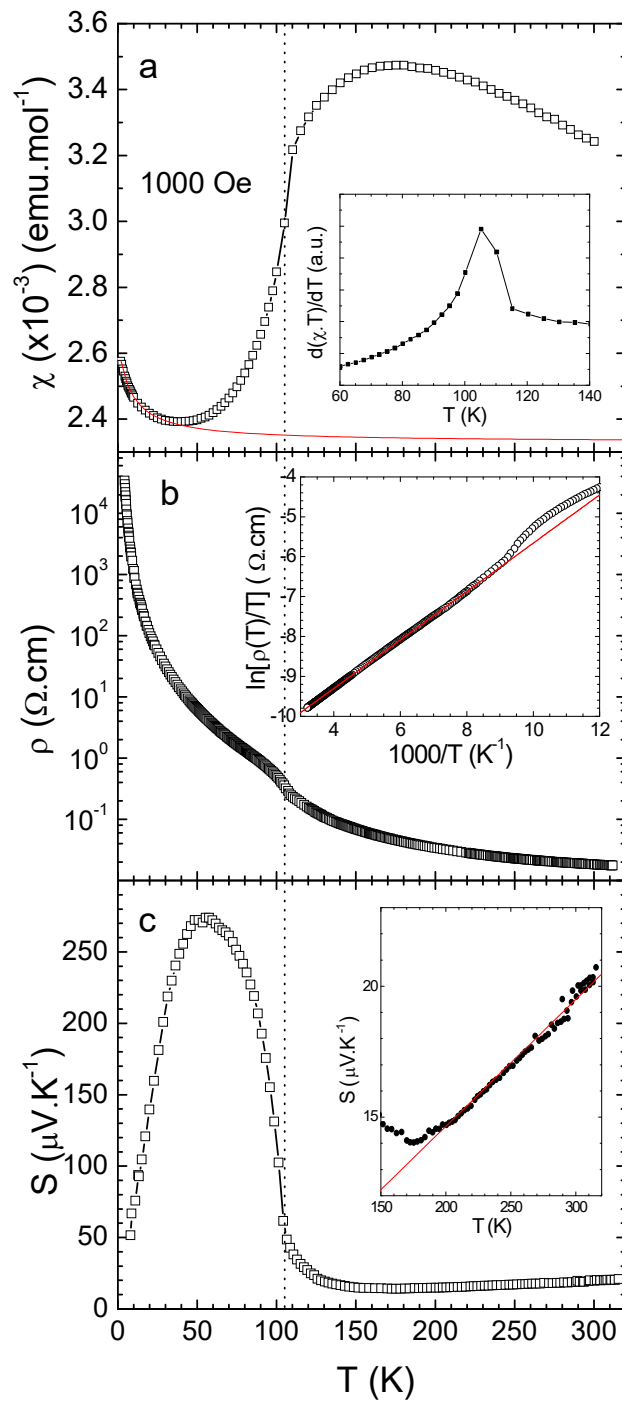 a
1000 Oe
χ (x10⁻³) (emu.mol⁻¹)
3.6
3.4
3.2
3.0
2.8
2.6
2.4
d(χ.T)/dT (a.u.)
60 80 100 120 140
T (K)
b
ρ (Ω.cm)
10⁴
10³
10²
10¹
10⁰
10⁻¹
ln[ρ(T)/T] (Ω.cm)
-4
-5
-6
-7
-8
-9
-10
4 6 8 10 12
1000/T (K⁻¹)
c
S (μV.K⁻¹)
250
200
150
100
50
0
S (μV.K⁻¹)
20
15
150 200 250 300
T (K)
0 50 100 150 200 250 300
T (K)